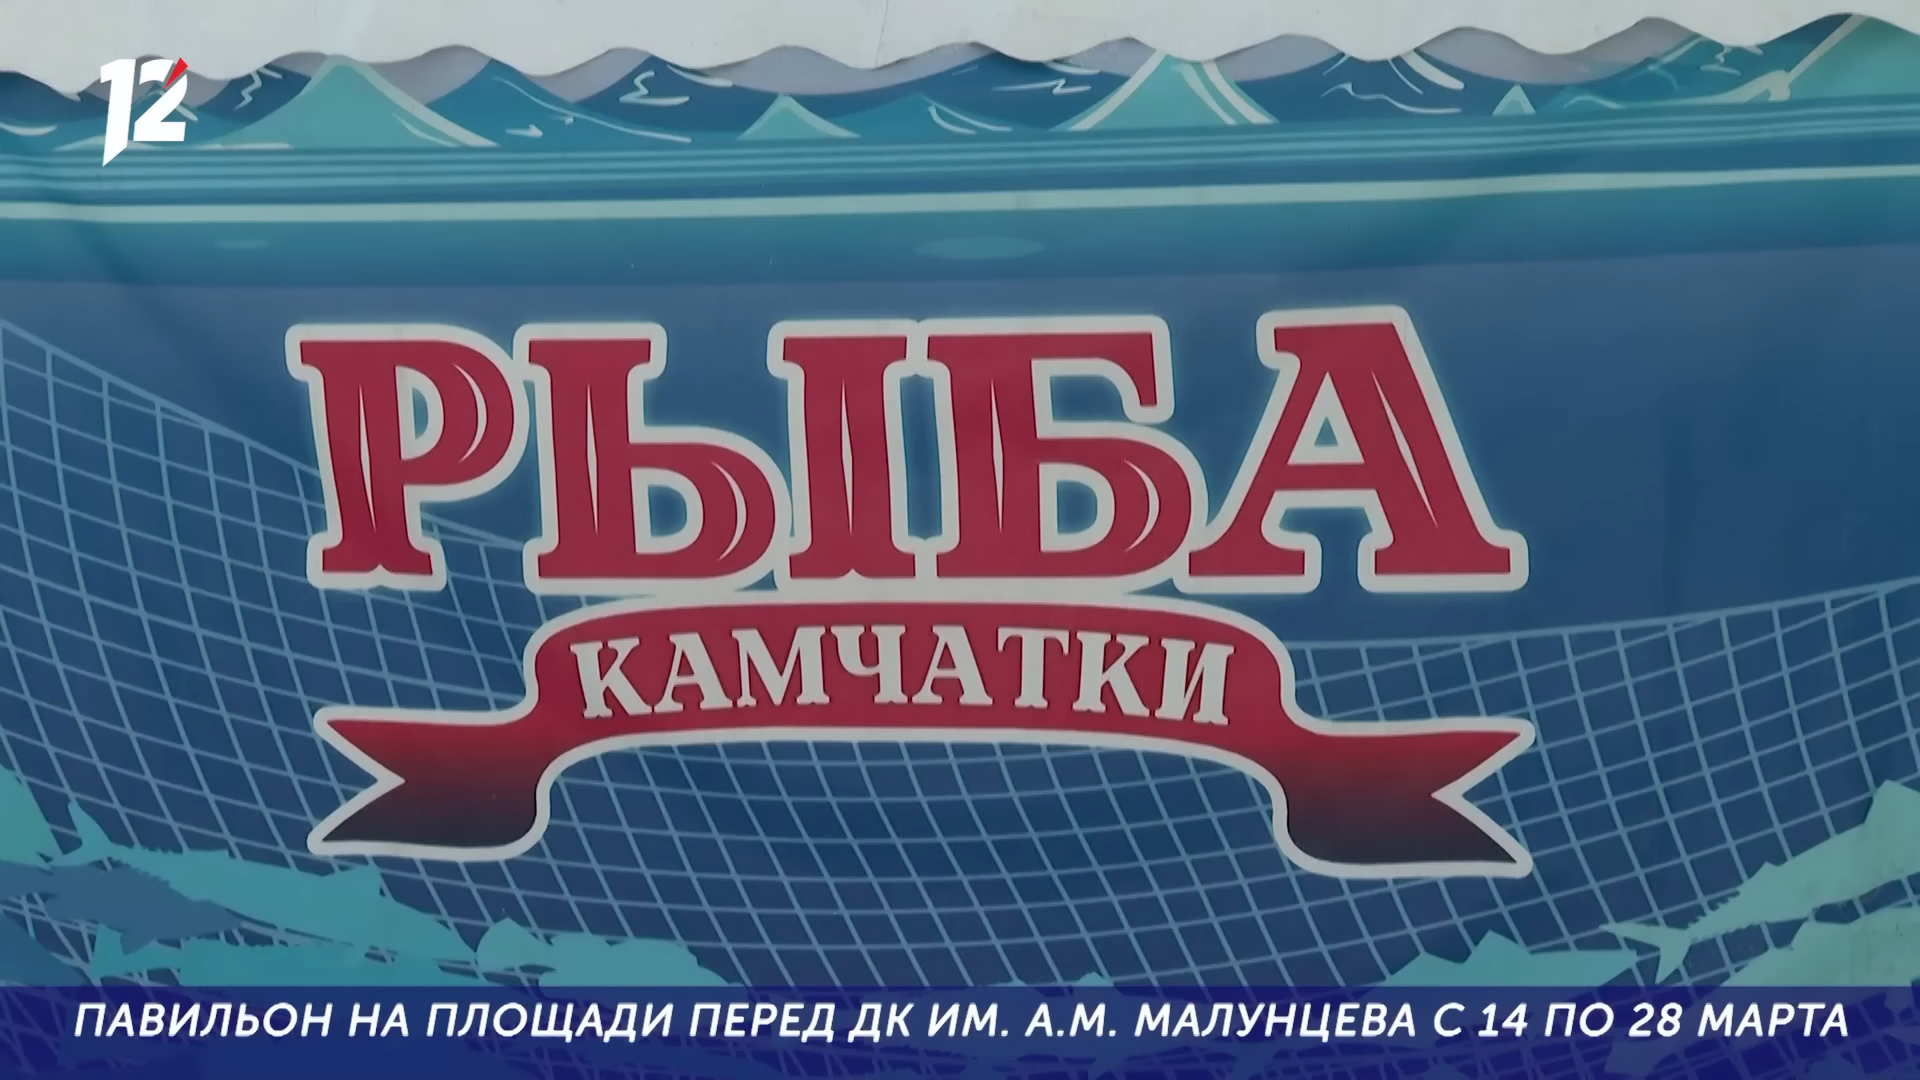 12
РЫБА
КАМЧАТКИ
ПАВИЛЬОН НА ПЛОЩАДИ ПЕРЕД ДК ИМ. А.М. МАЛУНЦЕВА С 14 ПО 28 МАРТА